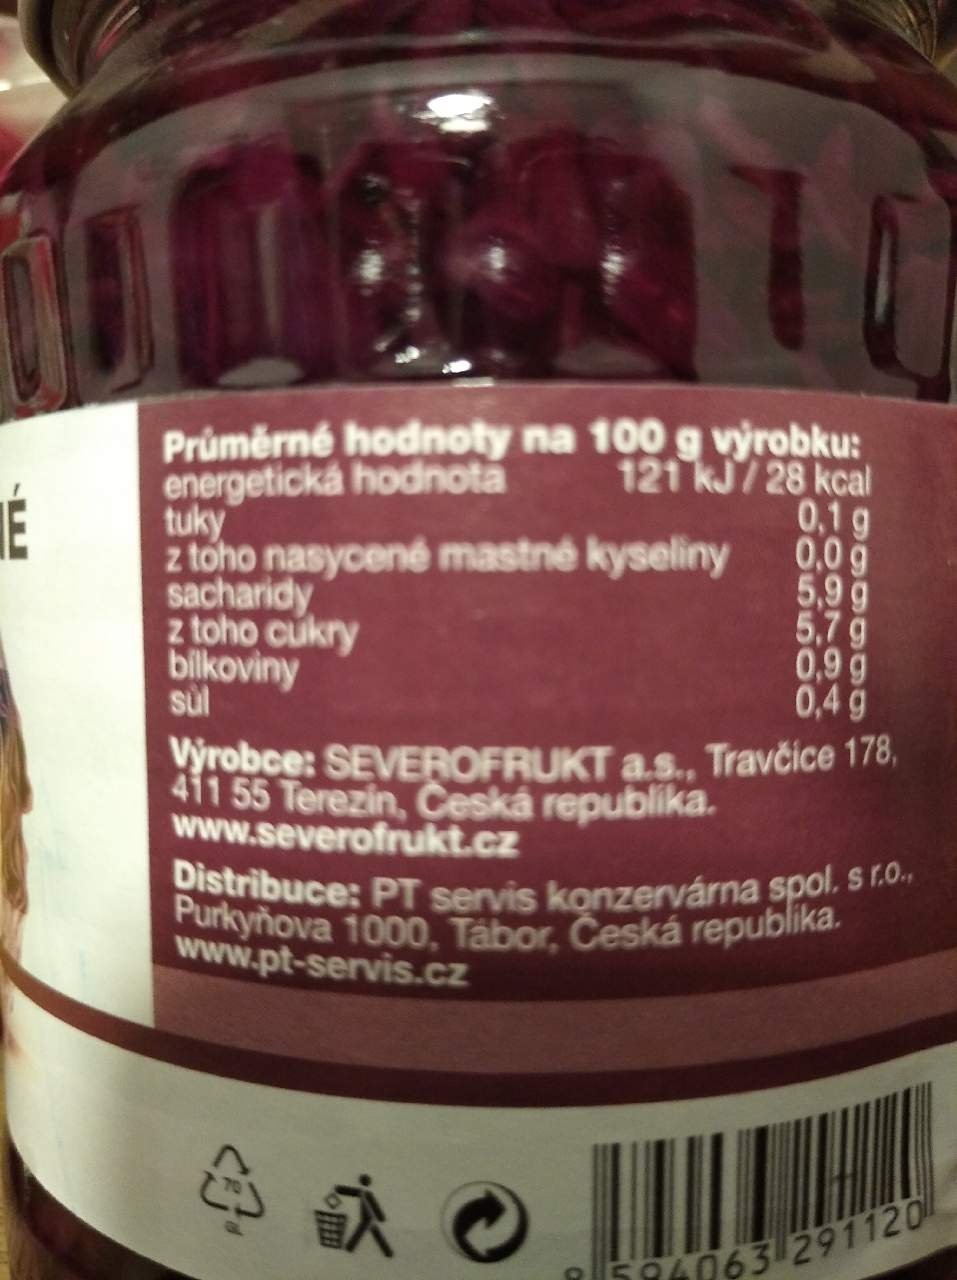 Průměrné hodnoty na 100 g výrobku:
energetická hodnota 121 kJ / 28 kcal
tuky 0,1 g
z toho nasycené mastné kyseliny 0,0 g
sacharidy 5,9 g
z toho cukry 5,7 g
bílkoviny 0,9 g
sůl 0,4 g
Výrobce: SEVEROFRUKT a.s., Travčice 178,
411 55 Terezín, Česká republika.
www.severofrukt.cz
Distribuce: PT servis konzervárna spol. s r.o.,
Purkyňova 1000, Tábor, Česká republika.
www.pt-servis.cz
70
GL
8 594063 291120